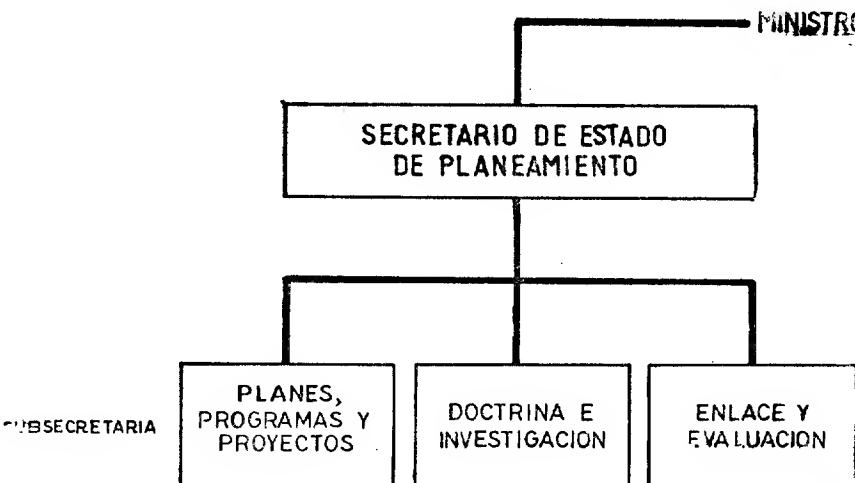 MINISTRO
SECRETARIO DE ESTADO
DE PLANEAMIENTO
SUBSECRETARIA
PLANES,
PROGRAMAS Y
PROYECTOS
DOCTRINA E
INVESTIGACION
ENLACE Y
EVALUACION